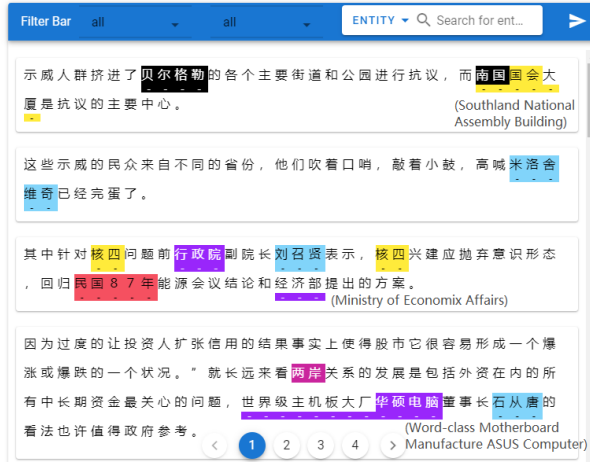 Filter Bar all all ENTITY Search for ent...
示威人群挤进了贝尔格勒的各个主要街道和公园进行抗议，而南国国会大
厦是抗议的主要中心。
(Southland National
Assembly Building)
这些示威的民众来自不同的省份，他们吹着口哨，敲着小鼓，高喊米洛舍
维奇已经完蛋了。
其中针对核四问题前行政院副院长刘召贤表示，核四兴建应抛弃意识形态
，回归民国８７年能源会议结论和经济部提出的方案。
(Ministry of Economix Affairs)
因为过度的让投资人扩张信用的结果事实上使得股市它很容易形成一个爆
涨或爆跌的一个状况。”就长远来看两岸关系的发展是包括外资在内的所
有中长期资金最关心的问题，世界级主机板大厂华硕电脑董事长石从唐的
看法也许值得政府参考。
(Word-class Motherboard
Manufacture ASUS Computer)
1 2 3 4